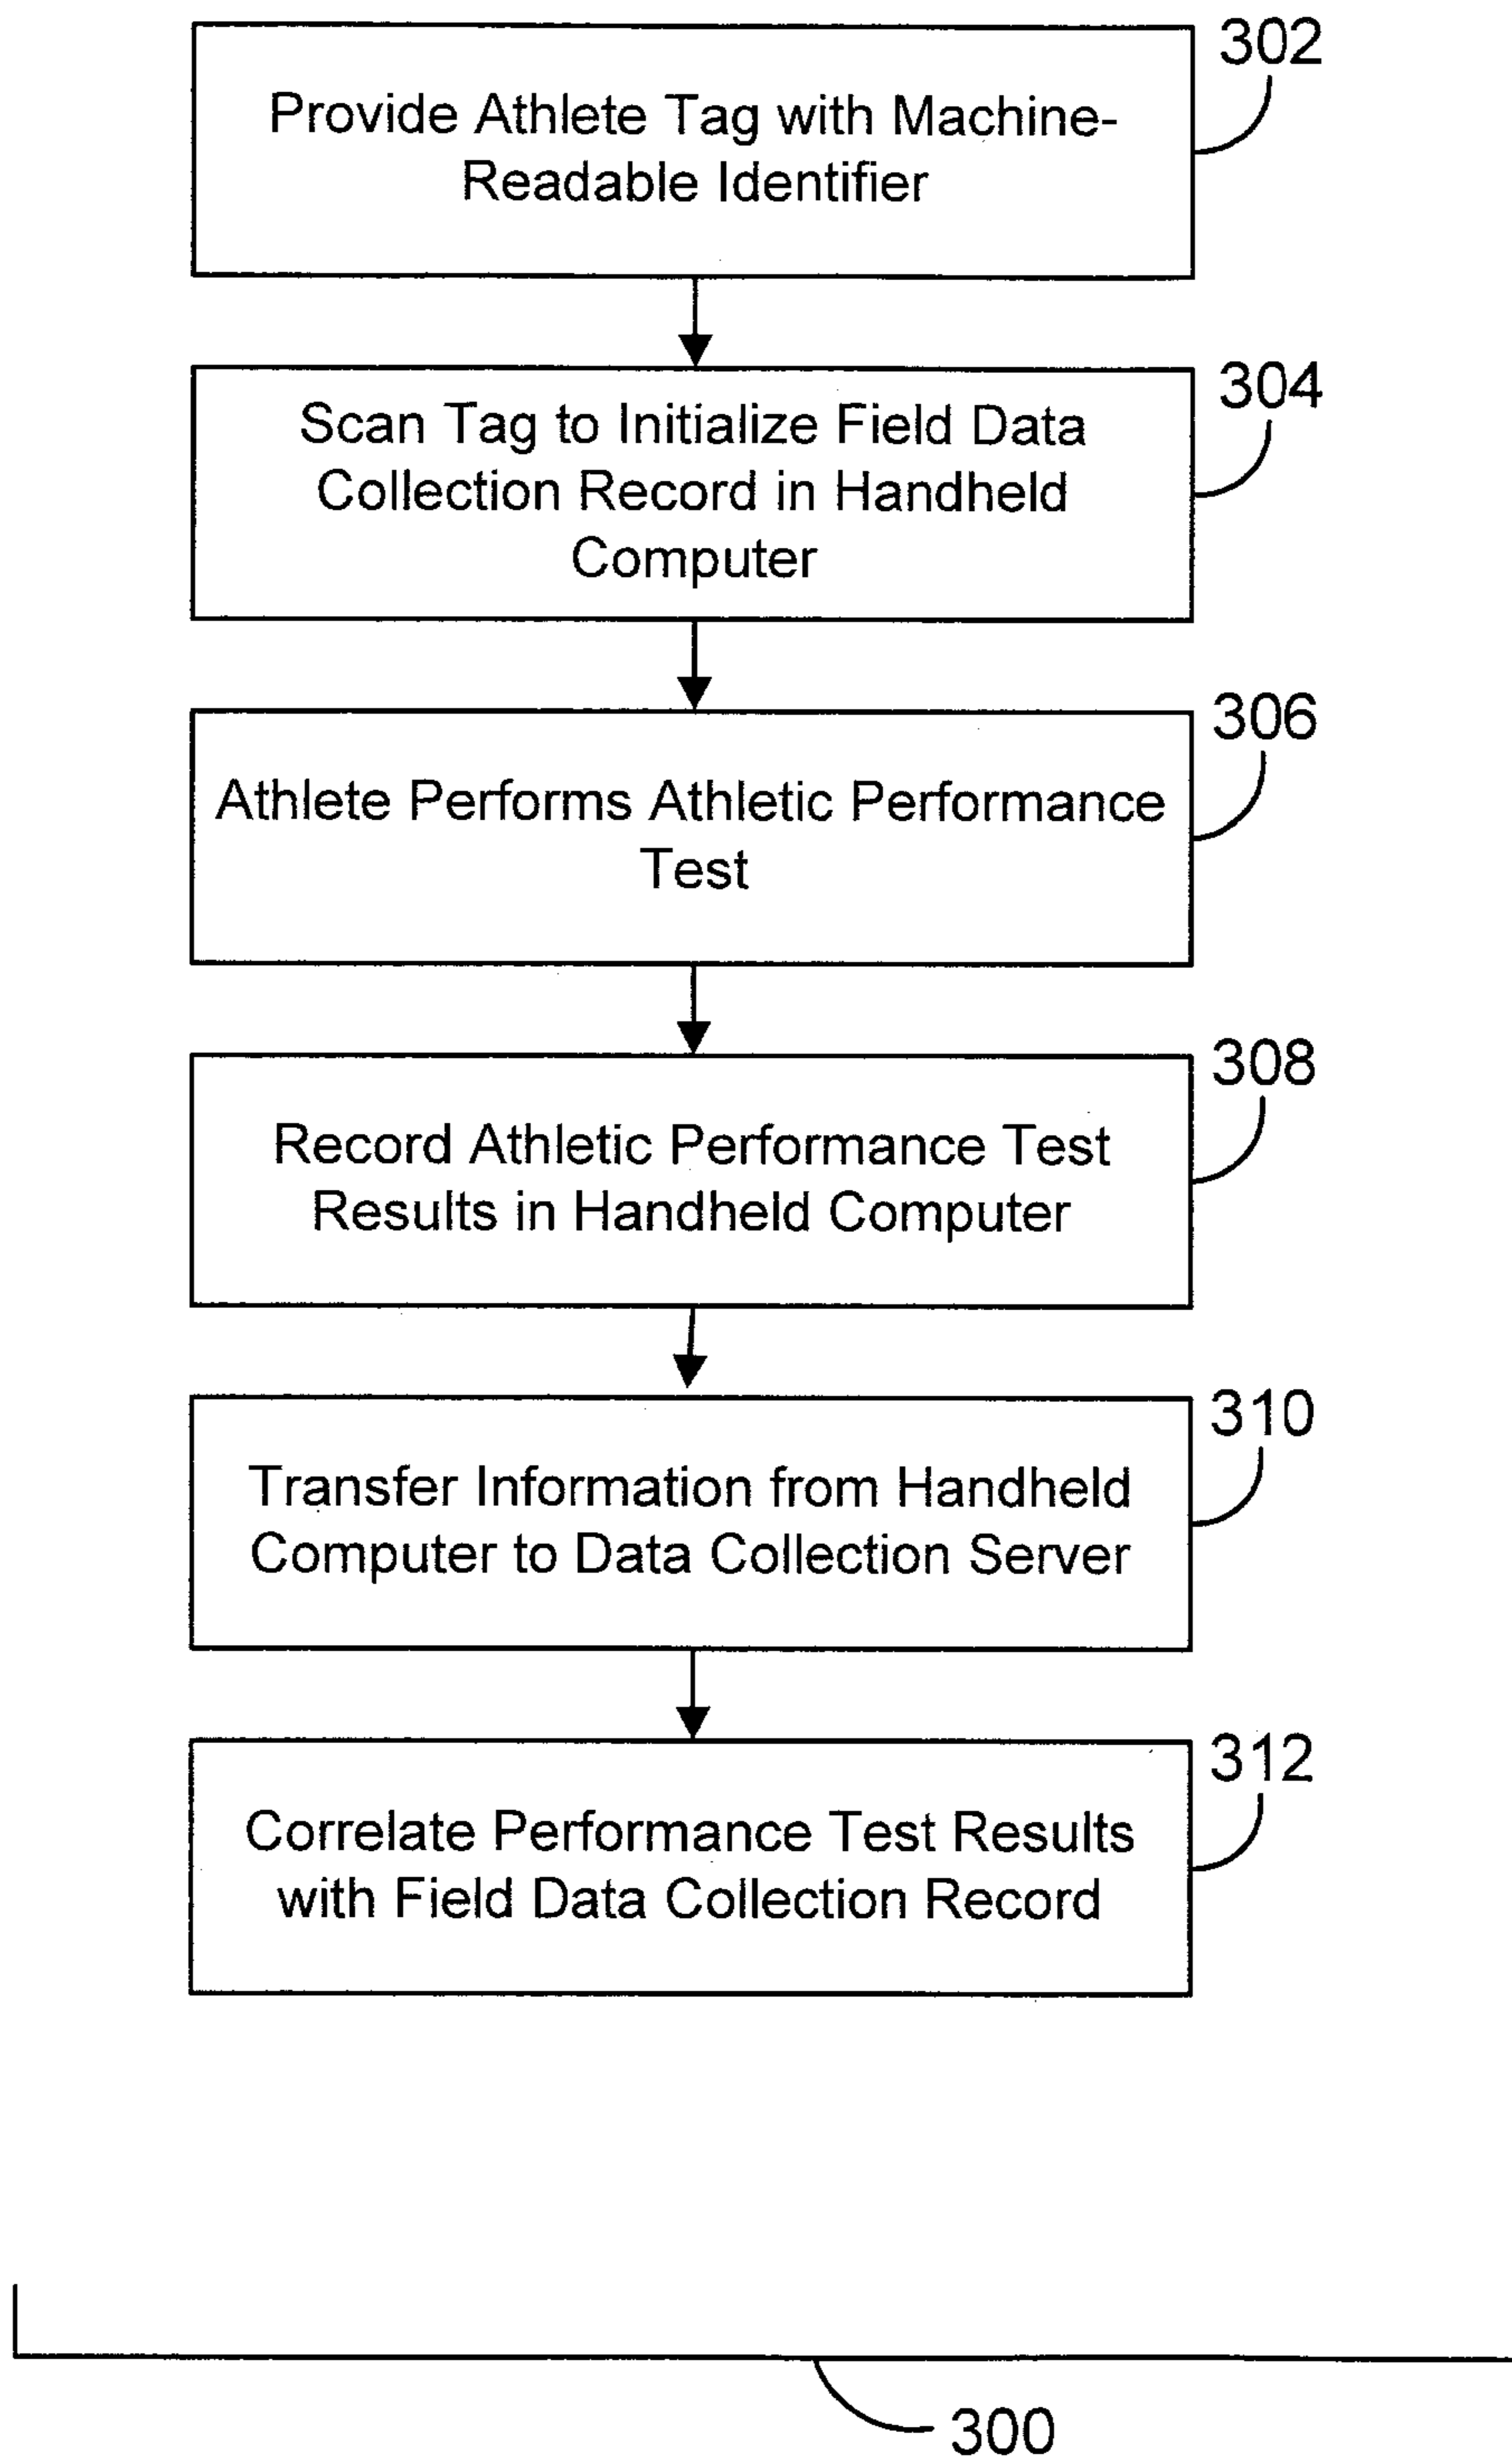 302
Provide Athlete Tag with Machine-
Readable Identifier
304
Scan Tag to Initialize Field Data
Collection Record in Handheld
Computer
306
Athlete Performs Athletic Performance
Test
308
Record Athletic Performance Test
Results in Handheld Computer
310
Transfer Information from Handheld
Computer to Data Collection Server
312
Correlate Performance Test Results
with Field Data Collection Record
300